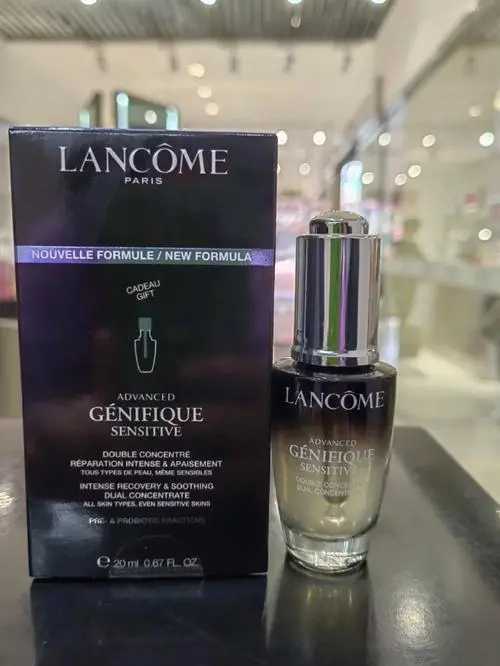 LANCÔME
PARIS
NOUVELLE FORMULE / NEW FORMULA
CADEAU
GIFT
ADVANCED
GÉNIFIQUE
SENSITIVE
DOUBLE CONCENTRÉ
RÉPARATION INTENSE & APAISEMENT
TOUS TYPES DE PEAU, MÊME SENSIBLES
INTENSE RECOVERY & SOOTHING
DUAL CONCENTRATE
ALL SKIN TYPES, EVEN SENSITIVE SKINS
PRE- & PROBIOTIC FRACTIONS
℮ 20 ml 0.67 FL. OZ.
LANCÔME
ADVANCED
GÉNIFIQUE
SENSITIVE
DOUBLE CONCENTRÉ
DUAL CONCENTRATE